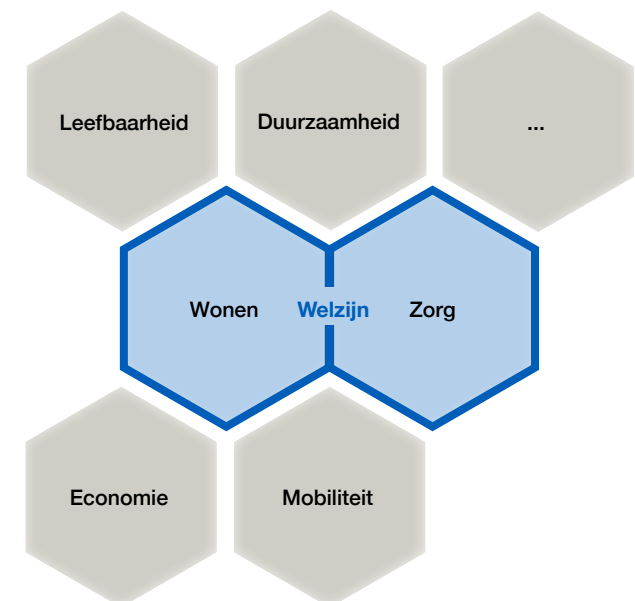 Leefbaarheid
Duurzaamheid
...
Wonen
Welzijn
Zorg
Economie
Mobiliteit